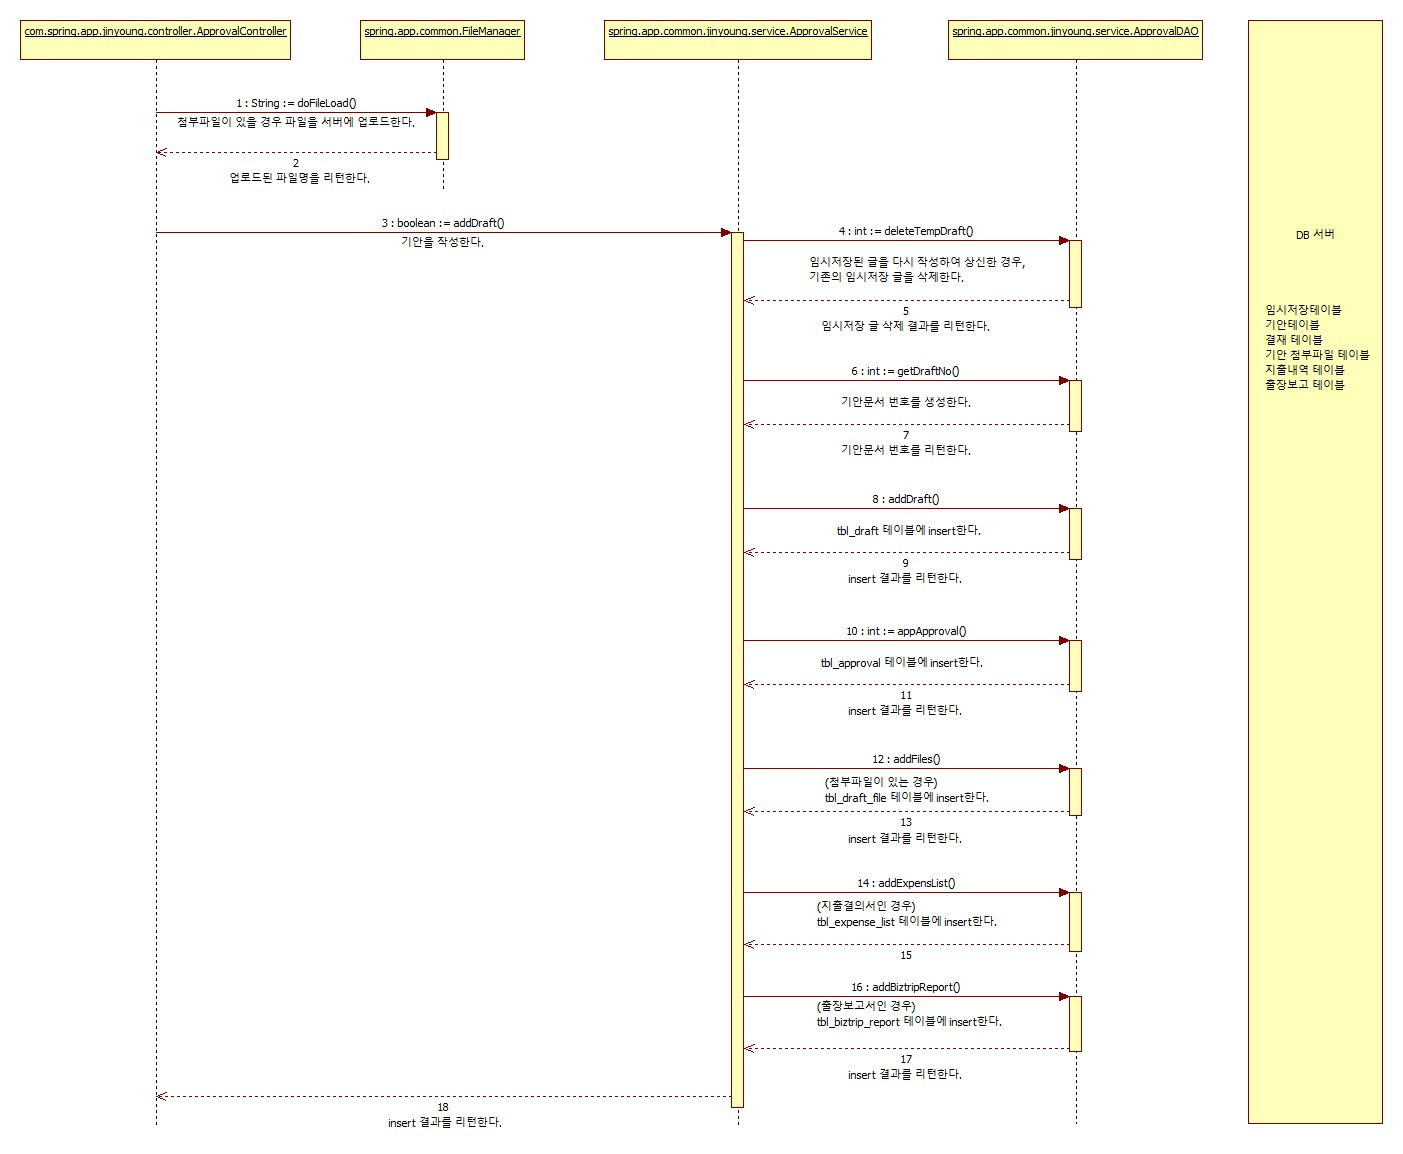 com.spring.app.jinyoung.controller.ApprovalController
spring.app.common.FileManager
spring.app.common.jinyoung.service.ApprovalService
spring.app.common.jinyoung.service.ApprovalDAO
1 : String := doFileLoad()
첨부파일이 있을 경우 파일을 서버에 업로드한다.
2
업로드된 파일명을 리턴한다.
3 : boolean := addDraft()
기안을 작성한다.
4 : int := deleteTempDraft()
임시저장된 글을 다시 작성하여 상신한 경우,
기존의 임시저장 글을 삭제한다.
5
임시저장 글 삭제 결과를 리턴한다.
6 : int := getDraftNo()
기안문서 번호를 생성한다.
7
기안문서 번호를 리턴한다.
8 : addDraft()
tbl_draft 테이블에 insert한다.
9
insert 결과를 리턴한다.
10 : int := appApproval()
tbl_approval 테이블에 insert한다.
11
insert 결과를 리턴한다.
12 : addFiles()
(첨부파일이 있는 경우)
tbl_draft_file 테이블에 insert한다.
13
insert 결과를 리턴한다.
14 : addExpensList()
(지출결의서인 경우)
tbl_expense_list 테이블에 insert한다.
15
16 : addBiztripReport()
(출장보고서인 경우)
tbl_biztrip_report 테이블에 insert한다.
17
insert 결과를 리턴한다.
18
insert 결과를 리턴한다.
DB 서버
임시저장테이블
기안테이블
결재 테이블
기안 첨부파일 테이블
지출내역 테이블
출장보고 테이블